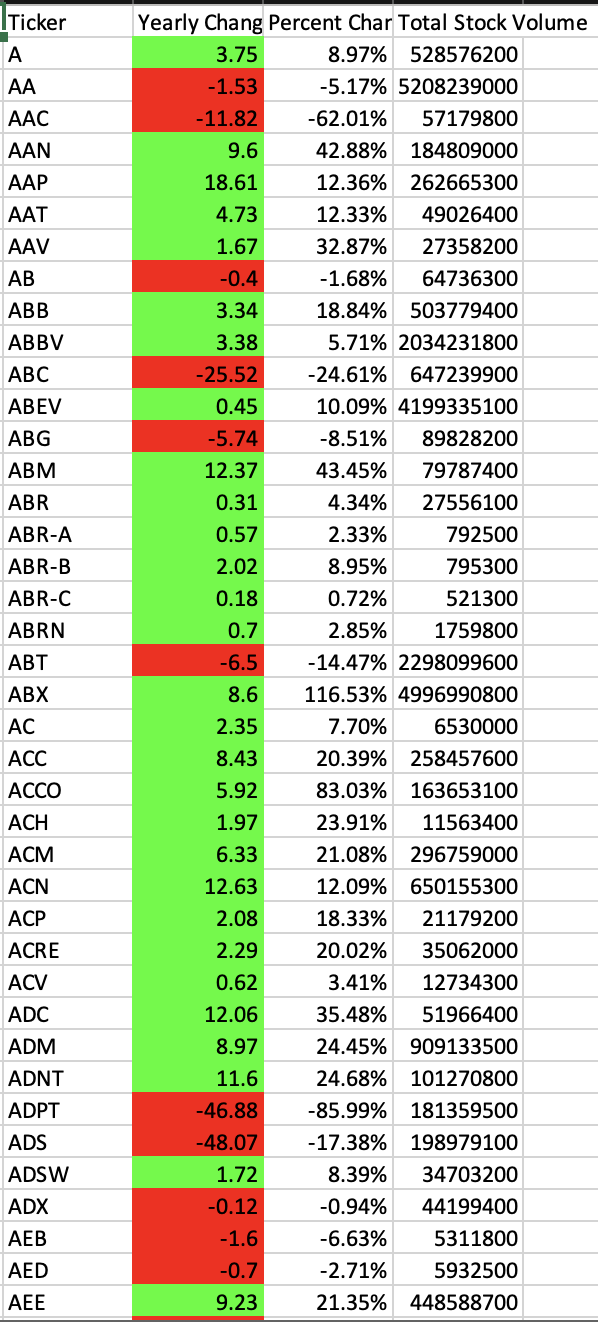 Ticker Yearly Chang Percent Char Total Stock Volume
A 3.75 8.97% 528576200
AA -1.53 -5.17% 5208239000
AAC -11.82 -62.01% 57179800
AAN 9.6 42.88% 184809000
AAP 18.61 12.36% 262665300
AAT 4.73 12.33% 49026400
AAV 1.67 32.87% 27358200
AB -0.4 -1.68% 64736300
ABB 3.34 18.84% 503779400
ABBV 3.38 5.71% 2034231800
ABC -25.52 -24.61% 647239900
ABEV 0.45 10.09% 4199335100
ABG -5.74 -8.51% 89828200
ABM 12.37 43.45% 79787400
ABR 0.31 4.34% 27556100
ABR-A 0.57 2.33% 792500
ABR-B 2.02 8.95% 795300
ABR-C 0.18 0.72% 521300
ABRN 0.7 2.85% 1759800
ABT -6.5 -14.47% 2298099600
ABX 8.6 116.53% 4996990800
AC 2.35 7.70% 6530000
ACC 8.43 20.39% 258457600
ACCO 5.92 83.03% 163653100
ACH 1.97 23.91% 11563400
ACM 6.33 21.08% 296759000
ACN 12.63 12.09% 650155300
ACP 2.08 18.33% 21179200
ACRE 2.29 20.02% 35062000
ACV 0.62 3.41% 12734300
ADC 12.06 35.48% 51966400
ADM 8.97 24.45% 909133500
ADNT 11.6 24.68% 101270800
ADPT -46.88 -85.99% 181359500
ADS -48.07 -17.38% 198979100
ADSW 1.72 8.39% 34703200
ADX -0.12 -0.94% 44199400
AEB -1.6 -6.63% 5311800
AED -0.7 -2.71% 5932500
AEE 9.23 21.35% 448588700